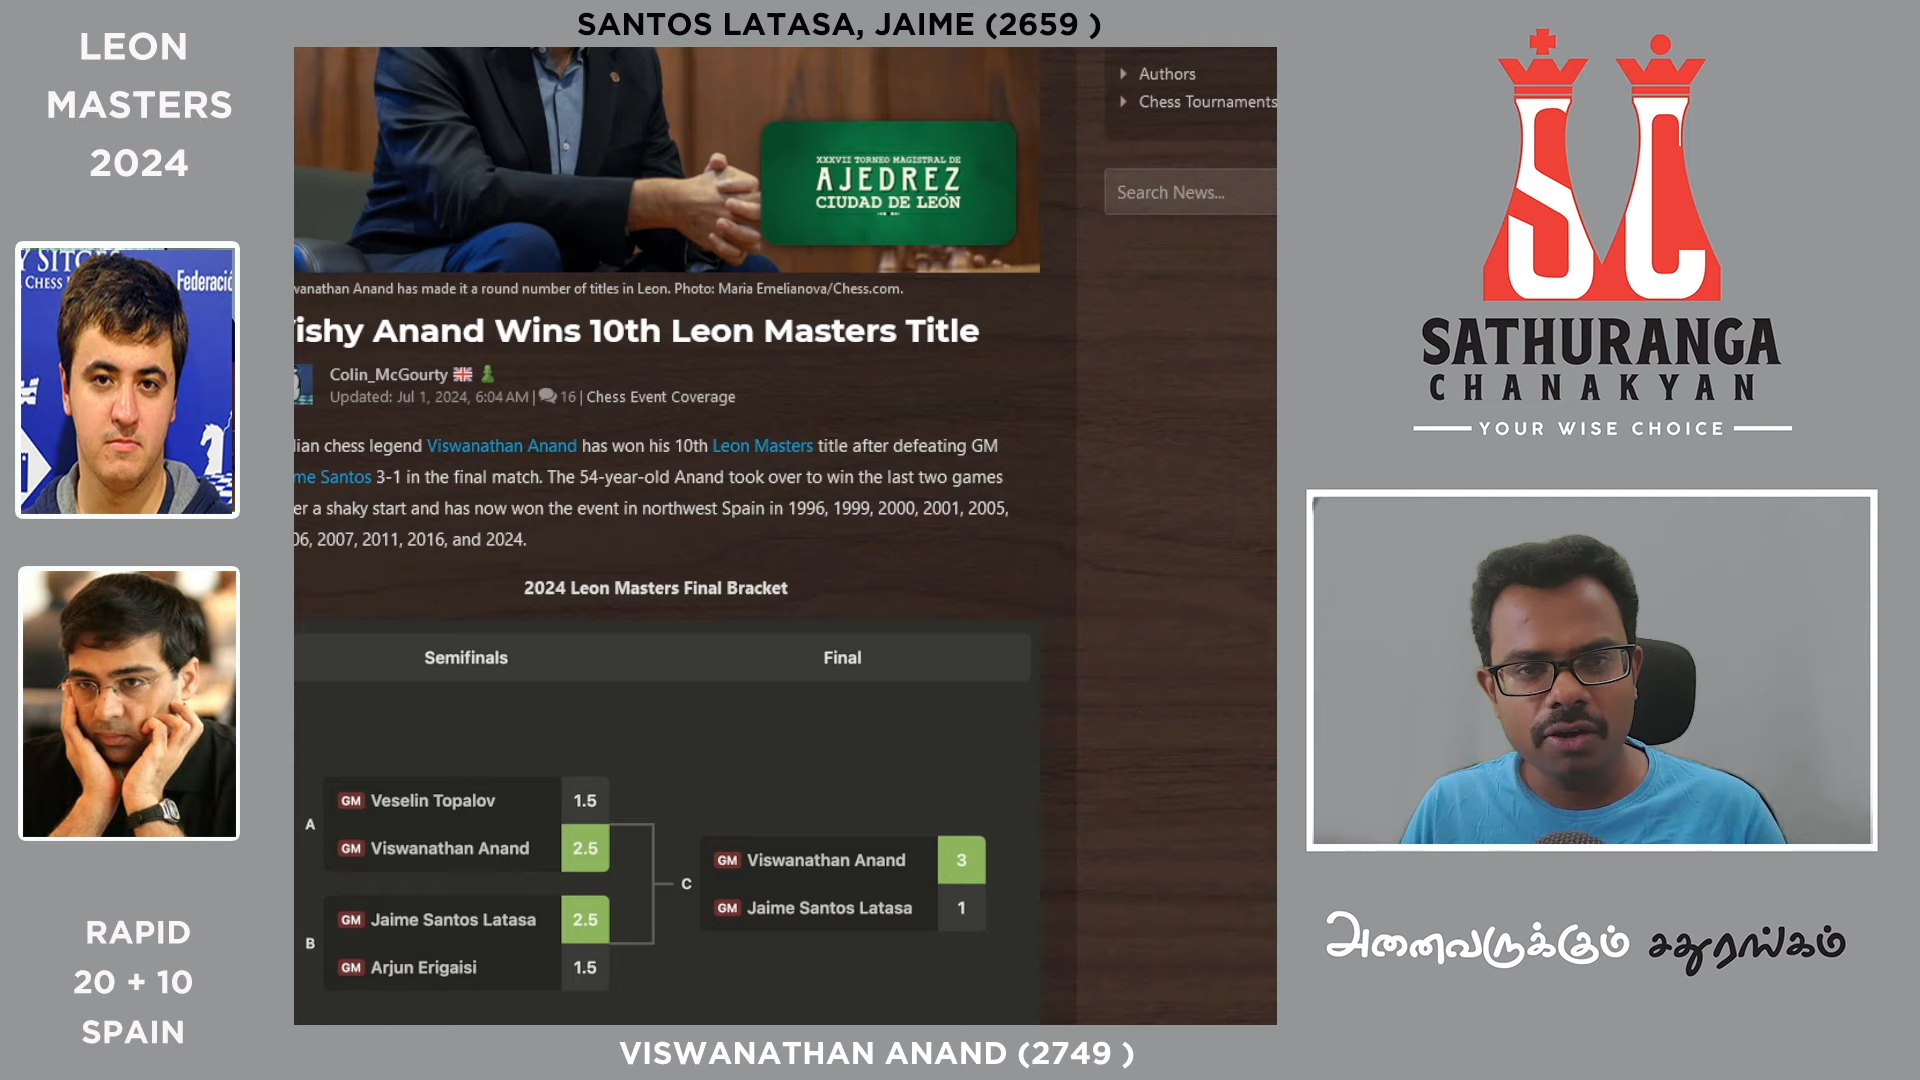 LEON
MASTERS
2024
SANTOS LATASA, JAIME (2659 )
Y SITGES
CHESS
Federació
XXXVII TORNEO MAGISTRAL DE
AJEDREZ
CIUDAD DE LEÓN
Authors
Chess Tournaments
Search News...
wanathan Anand has made it a round number of titles in Leon. Photo: Maria Emelianova/Chess.com.
ishy Anand Wins 10th Leon Masters Title
Colin_McGourty
Updated: Jul 1, 2024, 6:04 AM | 16 | Chess Event Coverage
lian chess legend Viswanathan Anand has won his 10th Leon Masters title after defeating GM
me Santos 3-1 in the final match. The 54-year-old Anand took over to win the last two games
er a shaky start and has now won the event in northwest Spain in 1996, 1999, 2000, 2001, 2005,
06, 2007, 2011, 2016, and 2024.
2024 Leon Masters Final Bracket
Semifinals
Final
A
GM Veselin Topalov 1.5
GM Viswanathan Anand 2.5
B
GM Jaime Santos Latasa 2.5
GM Arjun Erigaisi 1.5
C
GM Viswanathan Anand 3
GM Jaime Santos Latasa 1
RAPID
20 + 10
SPAIN
VISWANATHAN ANAND (2749 )
SC
SATHURANGA
CHANAKYAN
YOUR WISE CHOICE
அனைவருக்கும் சதுரங்கம்